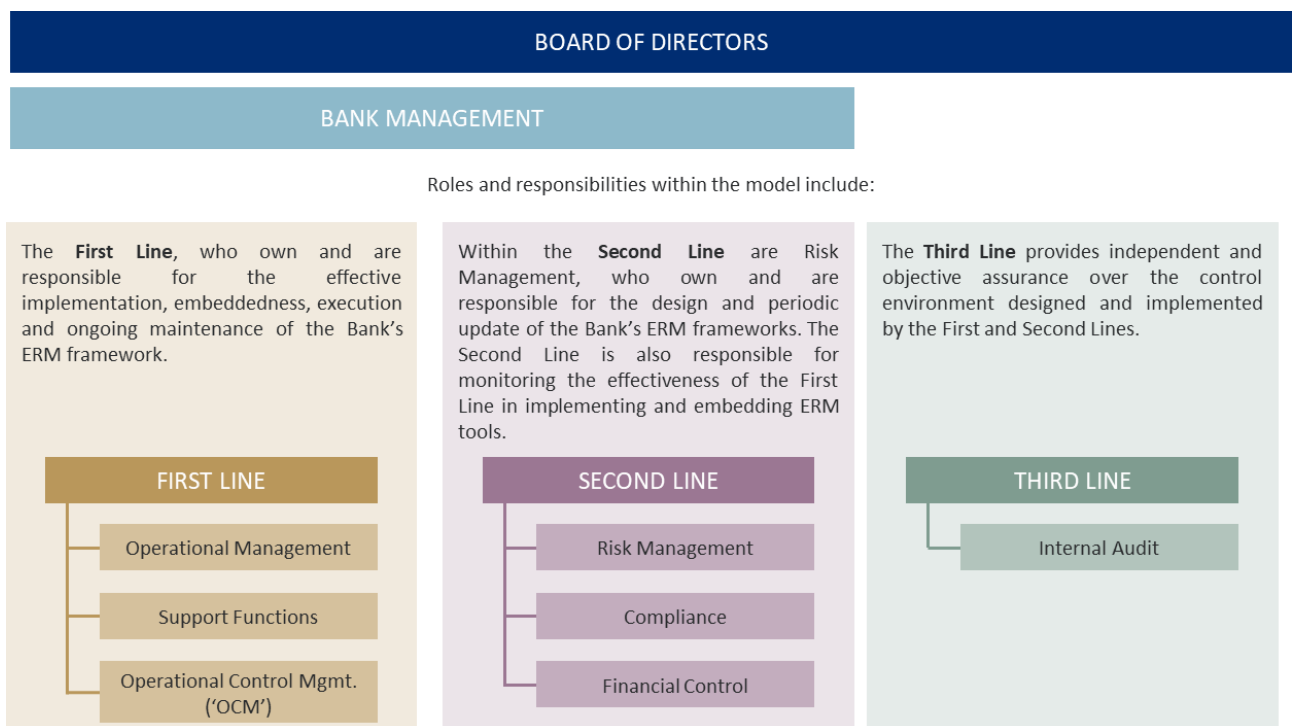 BOARD OF DIRECTORS
BANK MANAGEMENT
Roles and responsibilities within the model include:
The First Line, who own and are
responsible for the effective
implementation, embeddedness, execution
and ongoing maintenance of the Bank’s
ERM framework.
FIRST LINE
Operational Management
Support Functions
Operational Control Mgmt.
(‘OCM’)
Within the Second Line are Risk
Management, who own and are
responsible for the design and periodic
update of the Bank’s ERM frameworks. The
Second Line is also responsible for
monitoring the effectiveness of the First
Line in implementing and embedding ERM
tools.
SECOND LINE
Risk Management
Compliance
Financial Control
The Third Line provides independent and
objective assurance over the control
environment designed and implemented
by the First and Second Lines.
THIRD LINE
Internal Audit